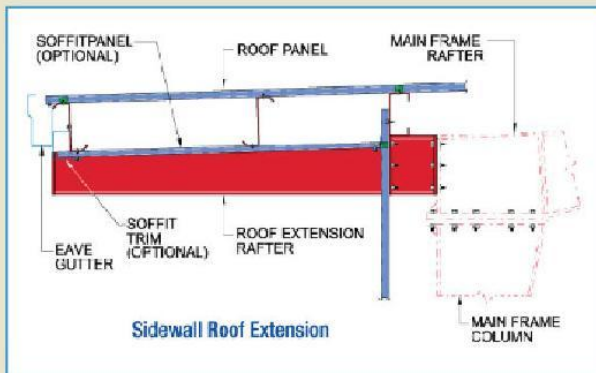 SOFFITPANEL
(OPTIONAL)
ROOF PANEL
MAIN FRAME
RAFTER
EAVE
GUTTER
SOFFIT
TRIM
(OPTIONAL)
ROOF EXTENSION
RAFTER
MAIN FRAME
COLUMN
Sidewall Roof Extension